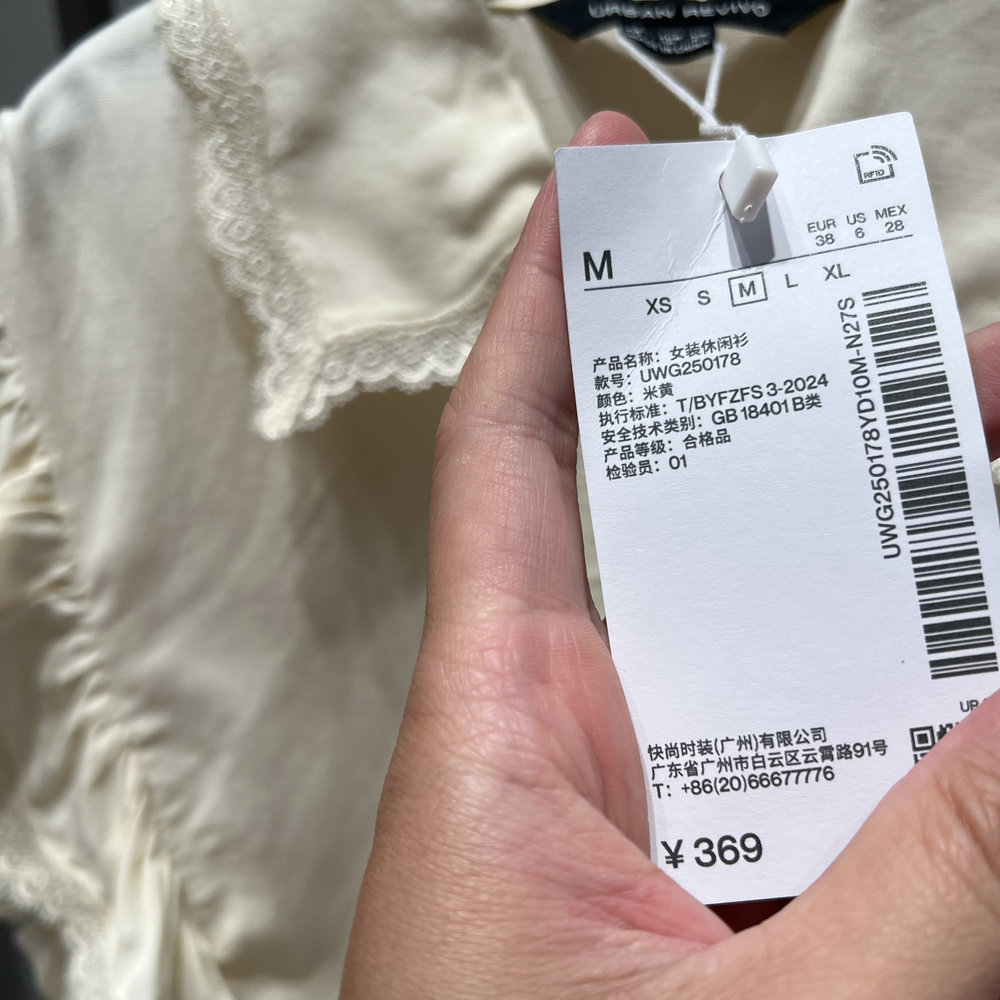 URBAN REVIVO
RFID
EUR US MEX
38 6 28
M
XS S M L XL
产品名称：女装休闲衫
款号：UWG250178
颜色：米黄
执行标准：T/BYFZFS 3-2024
安全技术类别：GB 18401 B类
产品等级：合格品
检验员：01
UWG250178YD10M-N27S
快尚时装(广州)有限公司
广东省广州市白云区云霄路91号
T：+86(20)66677776
¥ 369